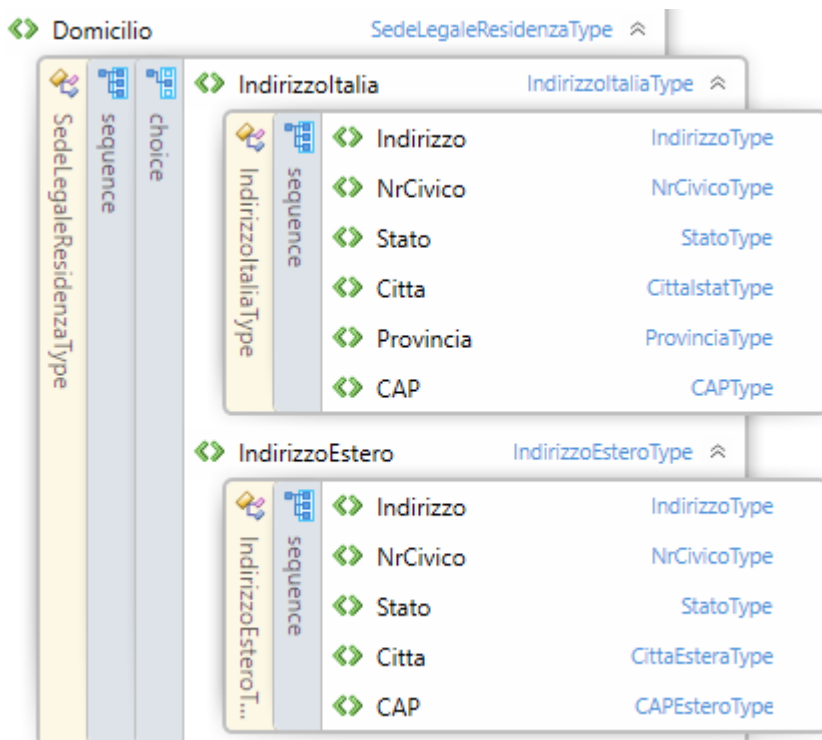 Domicilio SedeLegaleResidenzaType
SedeLegaleResidenzaType
sequence
choice
IndirizzoItalia IndirizzoItaliaType
IndirizzoItaliaType
sequence
Indirizzo IndirizzoType
NrCivico NrCivicoType
Stato StatoType
Citta CittaIstatType
Provincia ProvinciaType
CAP CAPType
IndirizzoEstero IndirizzoEsteroType
IndirizzoEsteroT...
sequence
Indirizzo IndirizzoType
NrCivico NrCivicoType
Stato StatoType
Citta CittaEsteraType
CAP CAPEsteroType